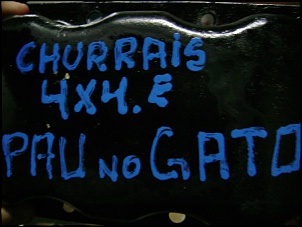 CHURRAIS
4X4.E
PAU NO GATO